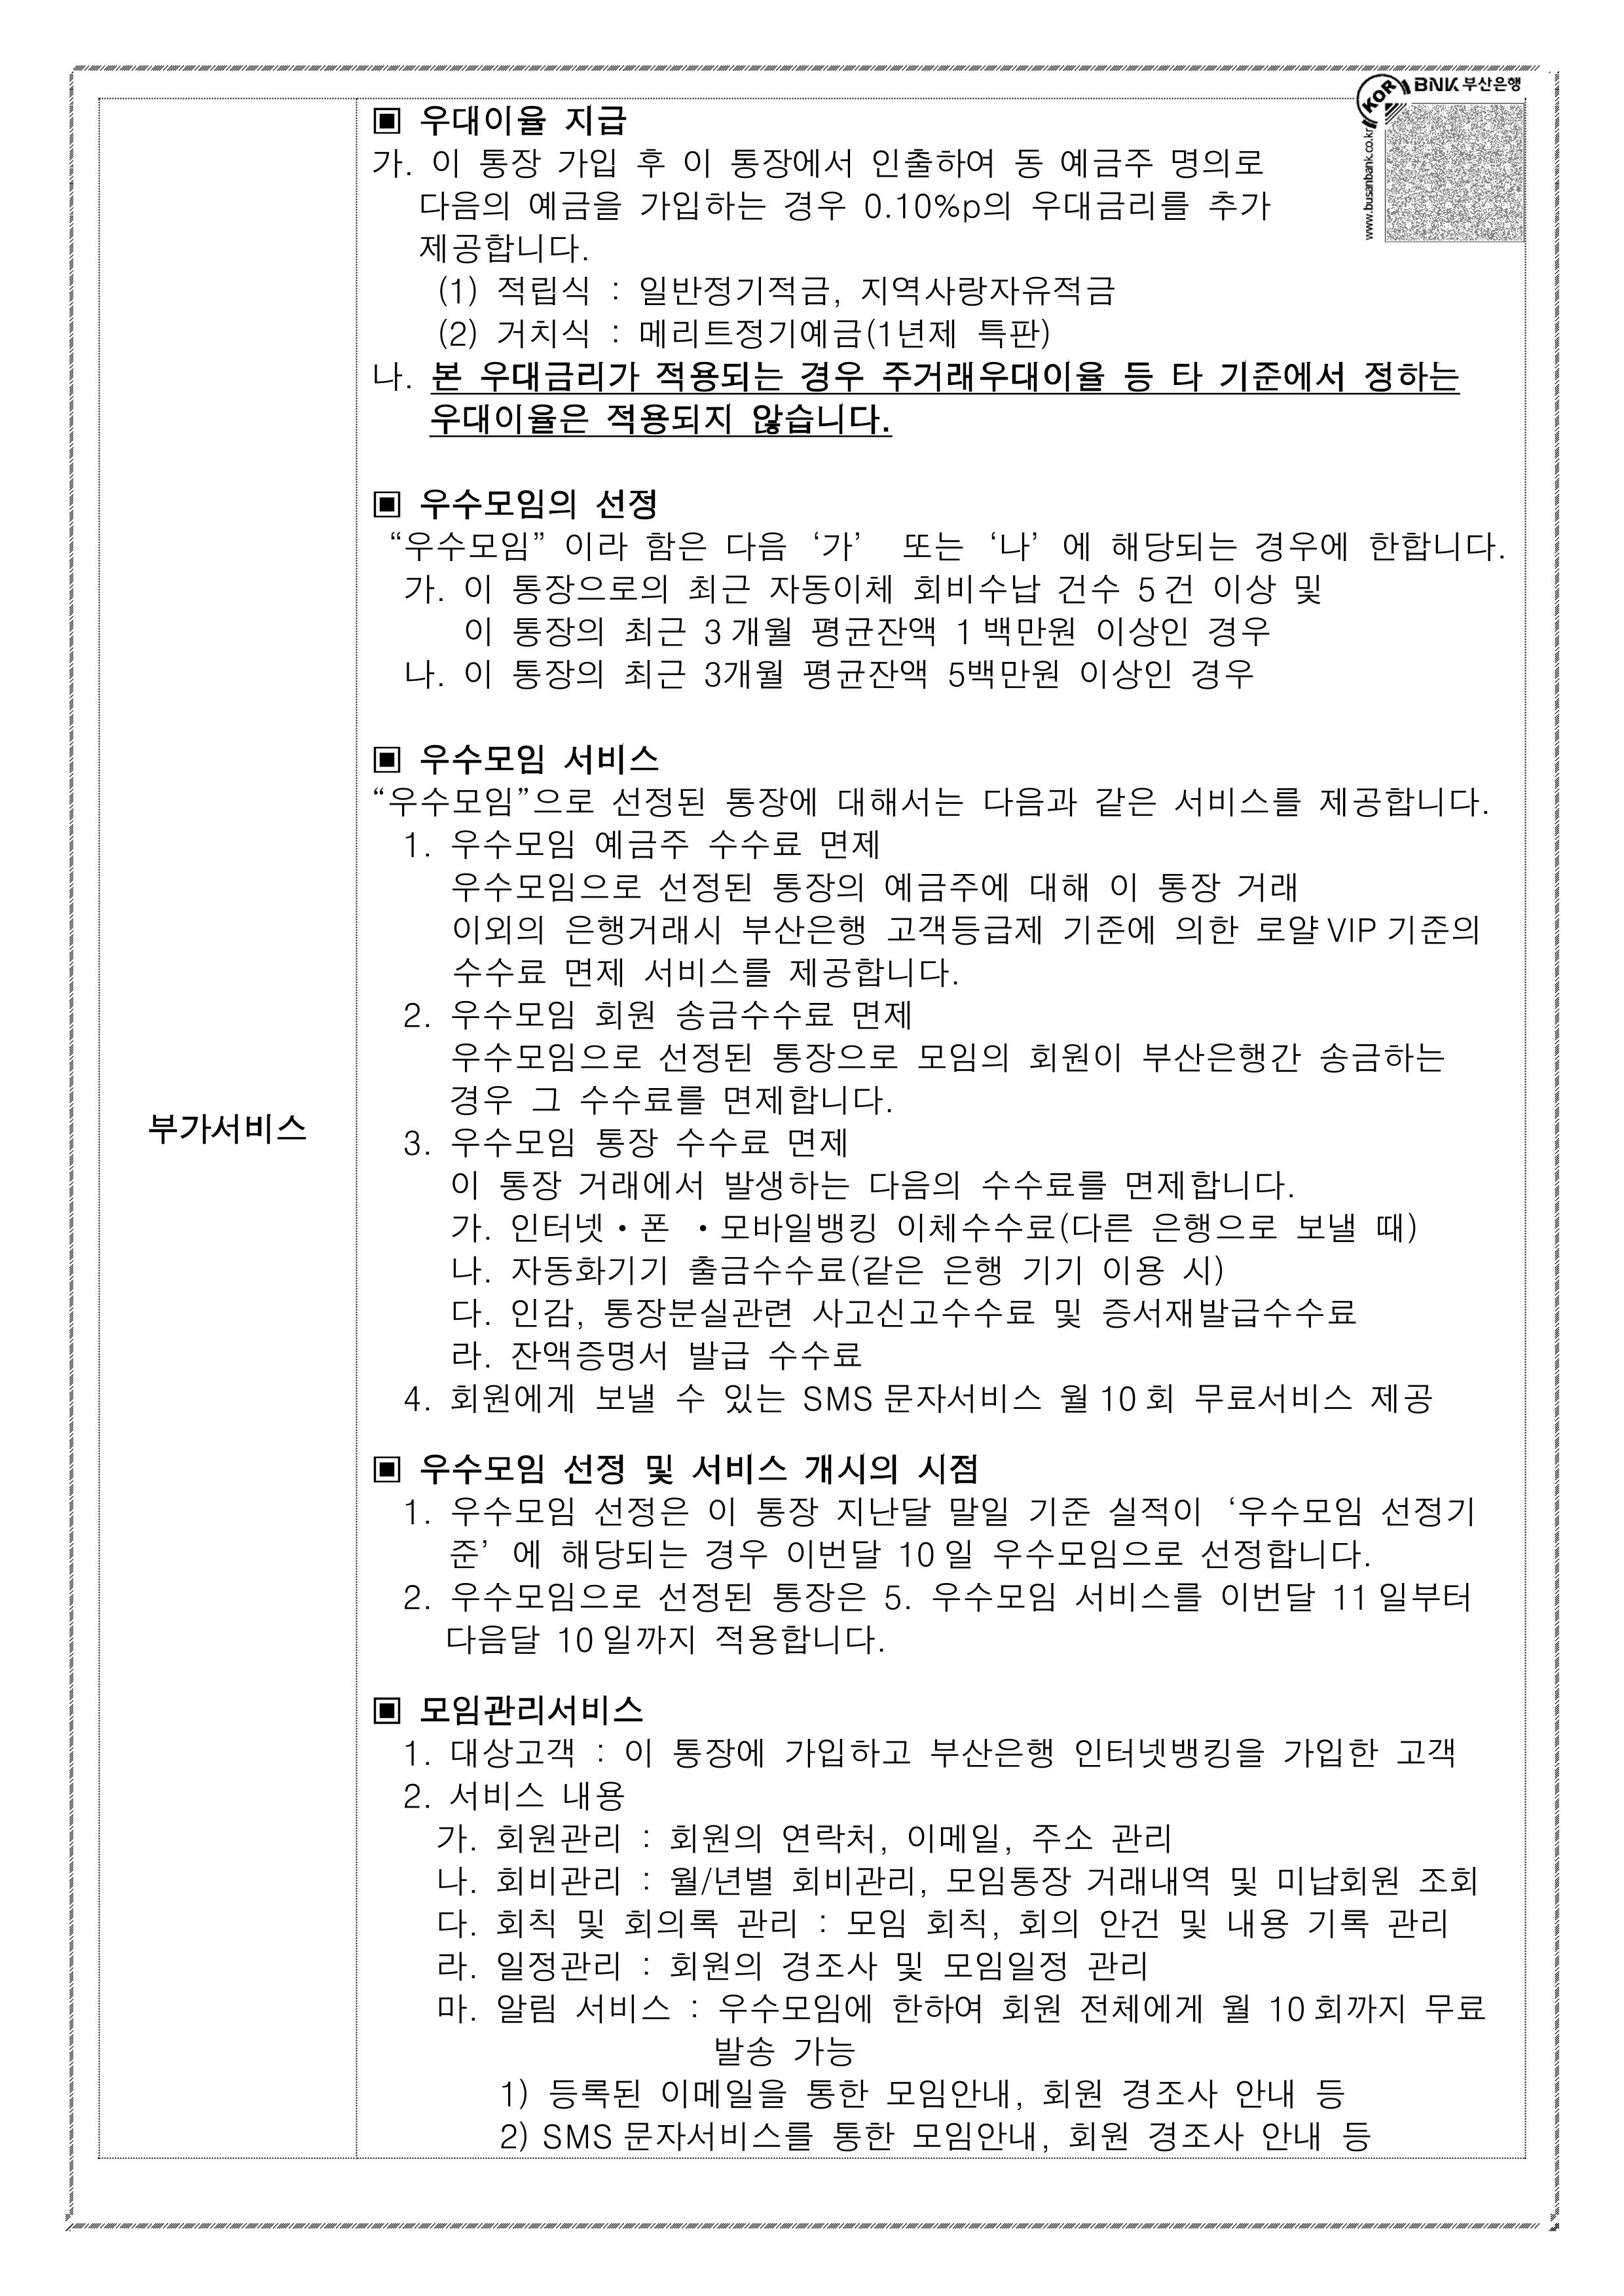 KOR BNK 부산은행
www.busanbank.co.kr
부가서비스
▣ 우대이율 지급
가. 이 통장 가입 후 이 통장에서 인출하여 동 예금주 명의로
다음의 예금을 가입하는 경우 0.10%p의 우대금리를 추가
제공합니다.
(1) 적립식 : 일반정기적금, 지역사랑자유적금
(2) 거치식 : 메리트정기예금(1년제 특판)
나. 본 우대금리가 적용되는 경우 주거래우대이율 등 타 기준에서 정하는
우대이율은 적용되지 않습니다.
▣ 우수모임의 선정
“우수모임” 이라 함은 다음 ‘가’ 또는 ‘나’ 에 해당되는 경우에 한합니다.
가. 이 통장으로의 최근 자동이체 회비수납 건수 5건 이상 및
이 통장의 최근 3개월 평균잔액 1백만원 이상인 경우
나. 이 통장의 최근 3개월 평균잔액 5백만원 이상인 경우
▣ 우수모임 서비스
“우수모임”으로 선정된 통장에 대해서는 다음과 같은 서비스를 제공합니다.
1. 우수모임 예금주 수수료 면제
우수모임으로 선정된 통장의 예금주에 대해 이 통장 거래
이외의 은행거래시 부산은행 고객등급제 기준에 의한 로얄VIP기준의
수수료 면제 서비스를 제공합니다.
2. 우수모임 회원 송금수수료 면제
우수모임으로 선정된 통장으로 모임의 회원이 부산은행간 송금하는
경우 그 수수료를 면제합니다.
3. 우수모임 통장 수수료 면제
이 통장 거래에서 발생하는 다음의 수수료를 면제합니다.
가. 인터넷・폰 ・모바일뱅킹 이체수수료(다른 은행으로 보낼 때)
나. 자동화기기 출금수수료(같은 은행 기기 이용 시)
다. 인감, 통장분실관련 사고신고수수료 및 증서재발급수수료
라. 잔액증명서 발급 수수료
4. 회원에게 보낼 수 있는 SMS문자서비스 월10회 무료서비스 제공
▣ 우수모임 선정 및 서비스 개시의 시점
1. 우수모임 선정은 이 통장 지난달 말일 기준 실적이 ‘우수모임 선정기
준’ 에 해당되는 경우 이번달 10일 우수모임으로 선정합니다.
2. 우수모임으로 선정된 통장은 5. 우수모임 서비스를 이번달 11일부터
다음달 10일까지 적용합니다.
▣ 모임관리서비스
1. 대상고객 : 이 통장에 가입하고 부산은행 인터넷뱅킹을 가입한 고객
2. 서비스 내용
가. 회원관리 : 회원의 연락처, 이메일, 주소 관리
나. 회비관리 : 월/년별 회비관리, 모임통장 거래내역 및 미납회원 조회
다. 회칙 및 회의록 관리 : 모임 회칙, 회의 안건 및 내용 기록 관리
라. 일정관리 : 회원의 경조사 및 모임일정 관리
마. 알림 서비스 : 우수모임에 한하여 회원 전체에게 월 10회까지 무료
발송 가능
1) 등록된 이메일을 통한 모임안내, 회원 경조사 안내 등
2) SMS문자서비스를 통한 모임안내, 회원 경조사 안내 등